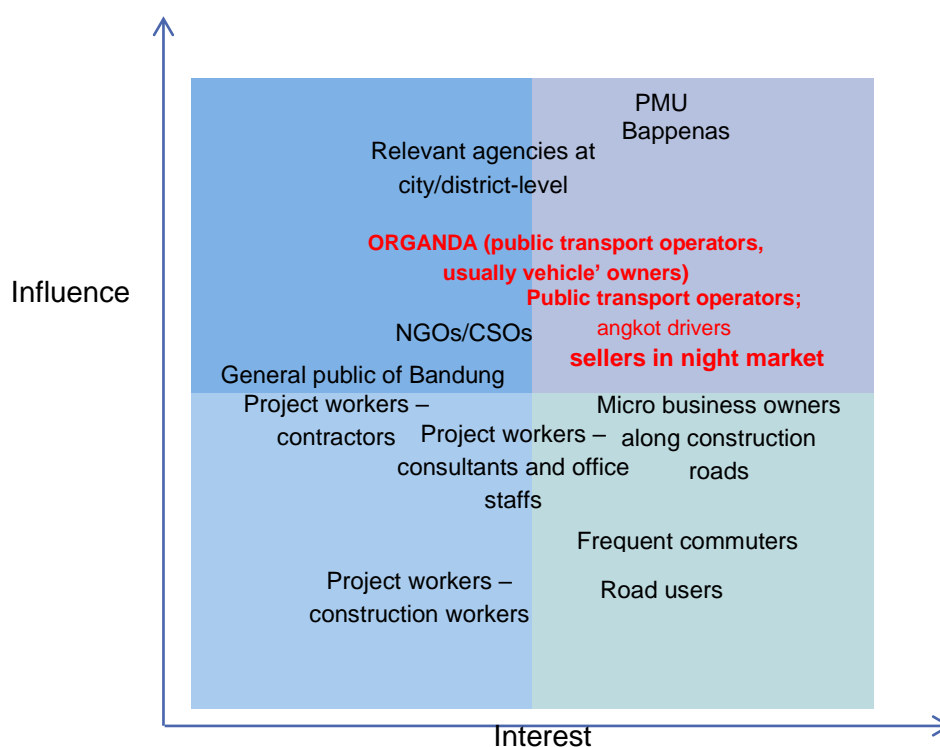 PMU
Bappenas
Relevant agencies at
city/district-level
ORGANDA (public transport operators,
usually vehicle’ owners)
Influence
Public transport operators;
angkot drivers
NGOs/CSOs
sellers in night market
General public of Bandung
Project workers –
contractors
Micro business owners
along construction
roads
Project workers –
consultants and office
staffs
Frequent commuters
Project workers –
construction workers
Road users
Interest